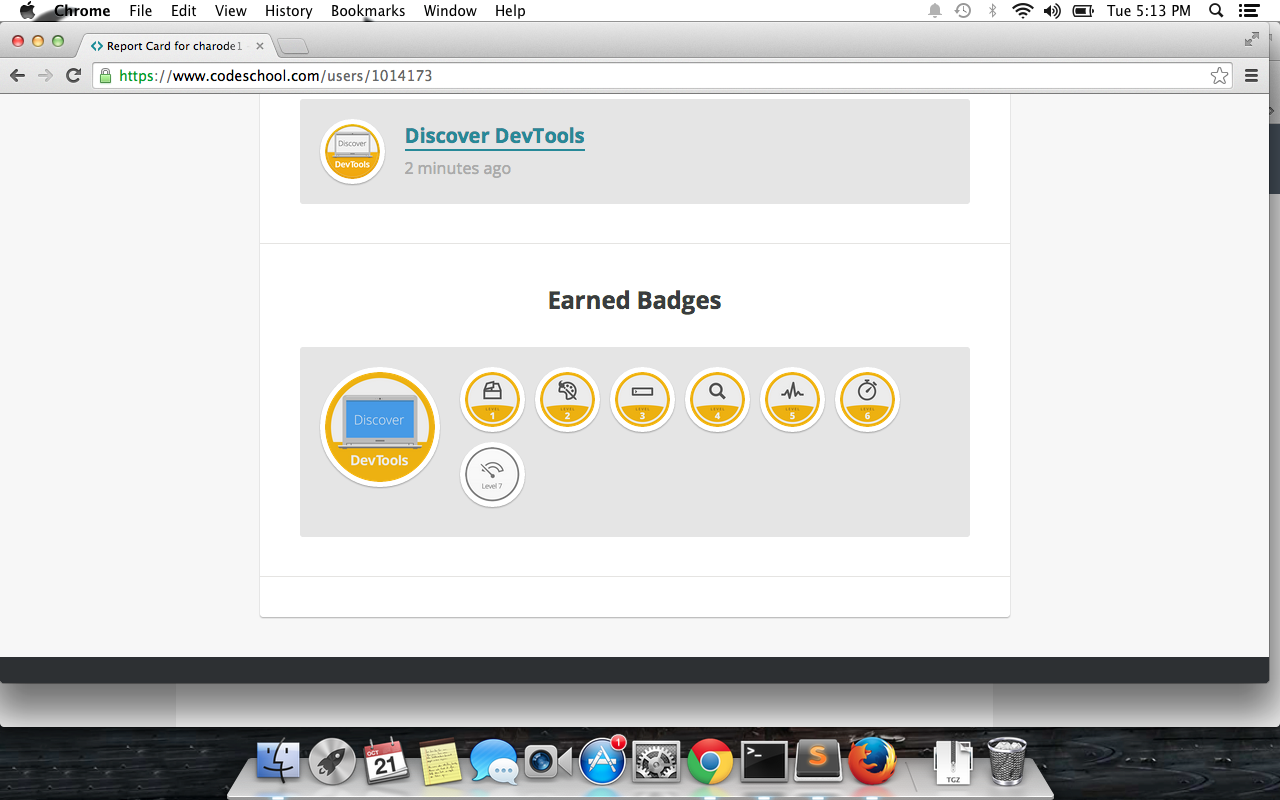 Chrome File Edit View History Bookmarks Window Help Tue 5:13 PM
Report Card for charode1
https://www.codeschool.com/users/1014173
Discover
DevTools
Discover DevTools
2 minutes ago
Earned Badges
Discover
DevTools
LEVEL 1
LEVEL 2
LEVEL 3
LEVEL 4
LEVEL 5
LEVEL 6
Level 7
OCT
21
1
>_
S
TGZ